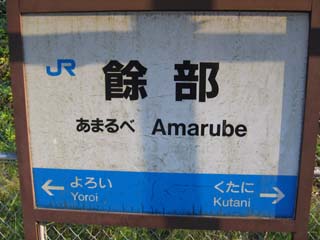 JR
餘部
あまるべ Amarube
← よろい くたに →
Yoroi Kutani